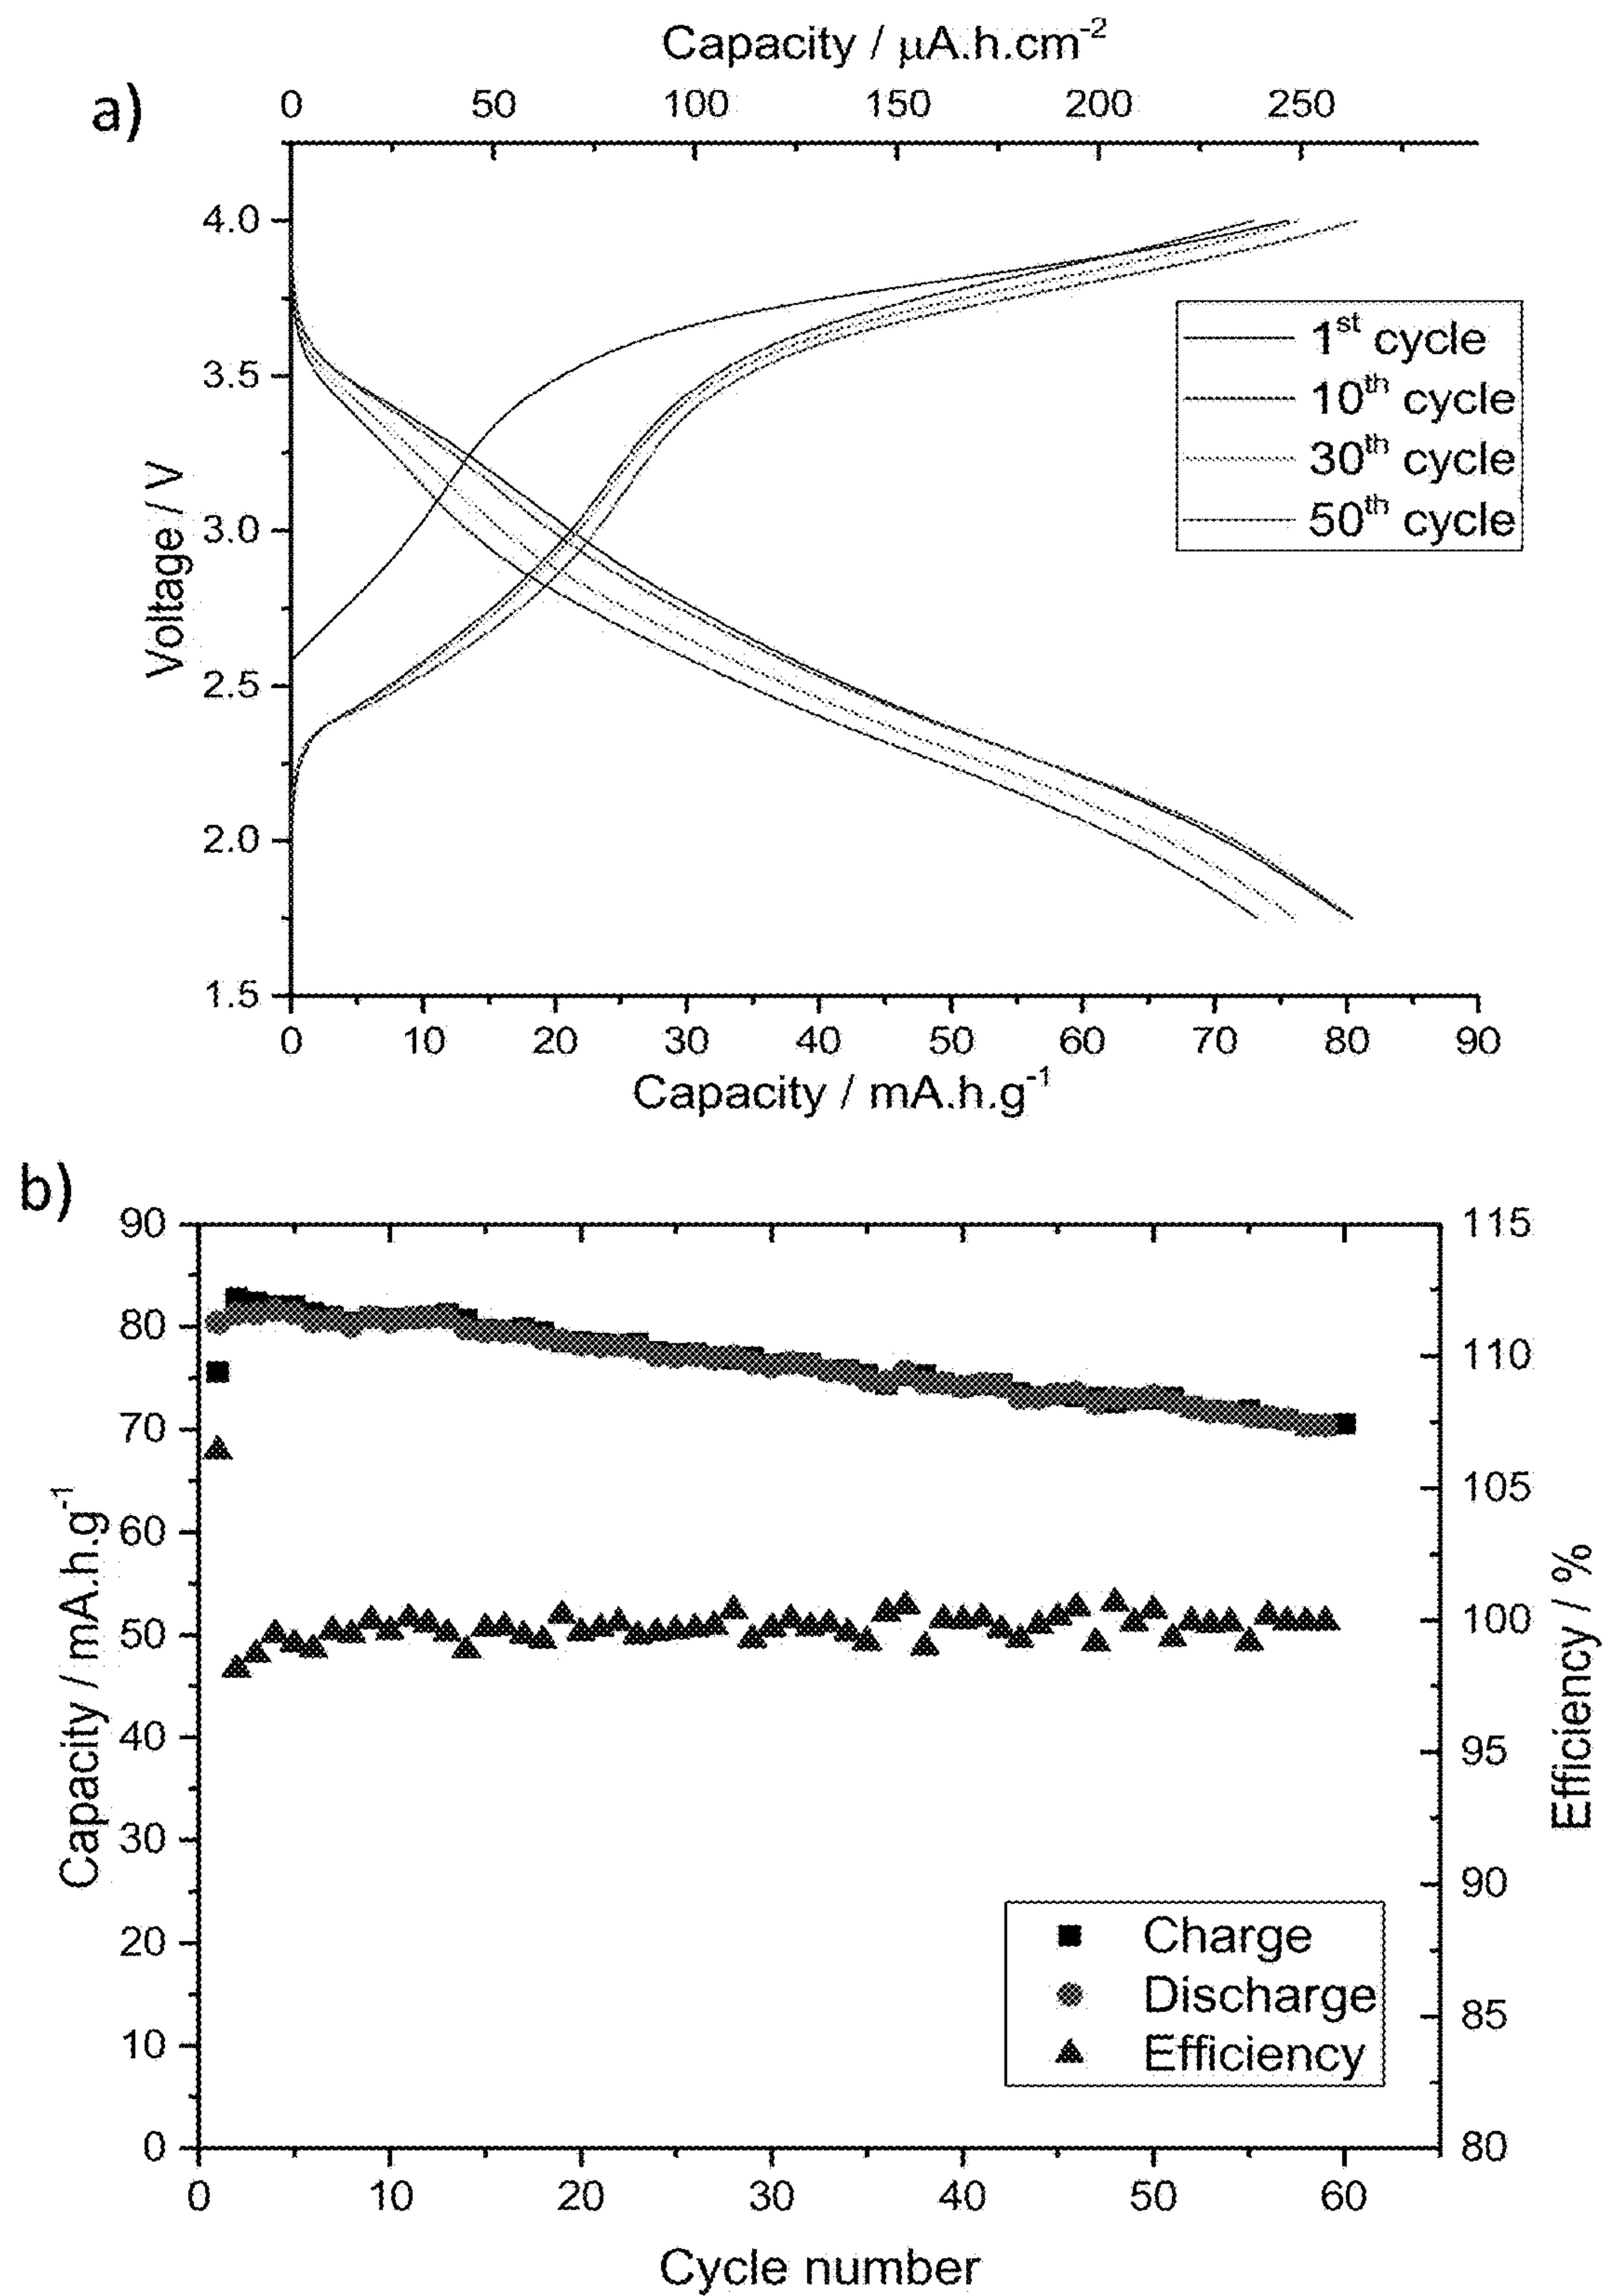 Capacity / μA.h.cm-2
a)
0 50 100 150 200 250
4.0
3.5
3.0
2.5
2.0
1.5
Voltage / V
1st cycle
10th cycle
30th cycle
50th cycle
0 10 20 30 40 50 60 70 80 90
Capacity / mA.h.g-1
b)
90
80
70
60
50
40
30
20
10
0
Capacity / mA.h.g-1
115
110
105
100
95
90
85
80
Efficiency / %
Charge
Discharge
Efficiency
0 10 20 30 40 50 60
Cycle number